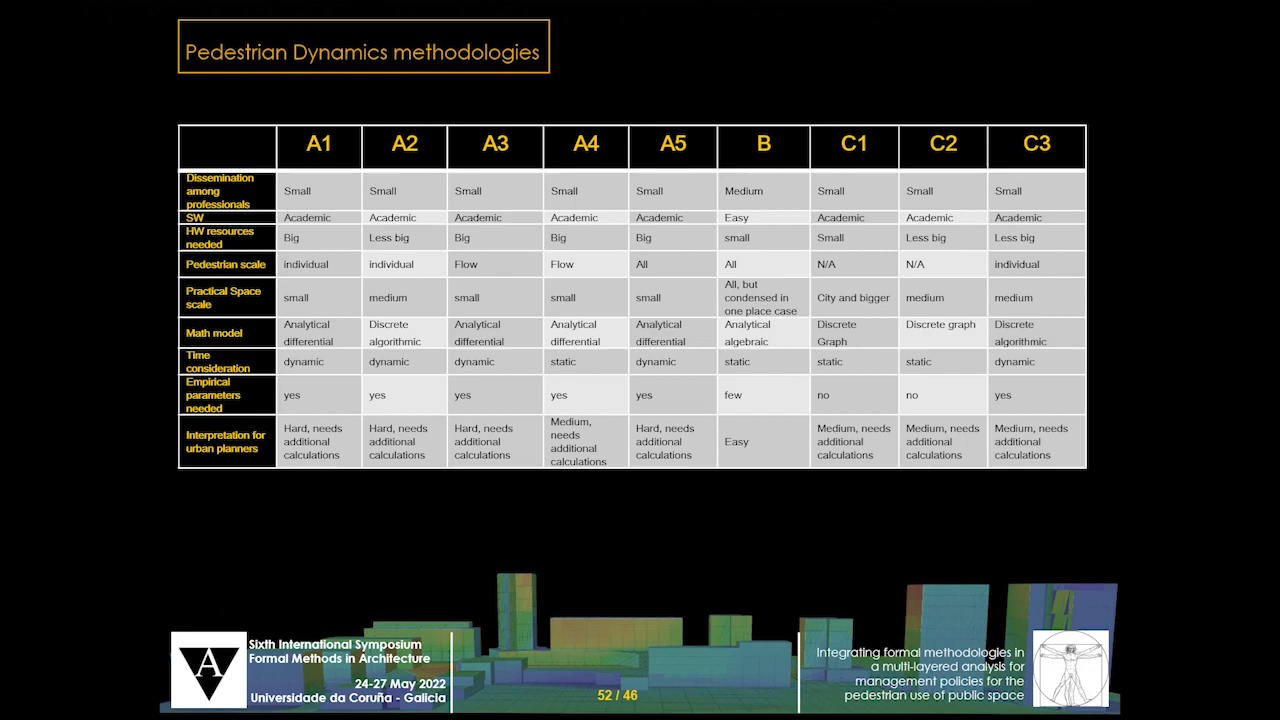 Pedestrian Dynamics methodologies
A1 A2 A3 A4 A5 B C1 C2 C3
Dissemination among professionals Small Small Small Small Small Medium Small Small Small
SW Academic Academic Academic Academic Academic Easy Academic Academic Academic
HW resources needed Big Less big Big Big Big small Small Less big Less big
Pedestrian scale individual individual Flow Flow All All N/A N/A individual
Practical Space scale small medium small small small All, but condensed in one place case City and bigger medium medium
Math model Analytical differential Discrete algorithmic Analytical differential Analytical differential Analytical differential Analytical algebraic Discrete Graph Discrete graph Discrete algorithmic
Time consideration dynamic dynamic dynamic static dynamic static static static dynamic
Empirical parameters needed yes yes yes yes yes few no no yes
Interpretation for urban planners Hard, needs additional calculations Hard, needs additional calculations Hard, needs additional calculations Medium, needs additional calculations Hard, needs additional calculations Easy Medium, needs additional calculations Medium, needs additional calculations Medium, needs additional calculations
A
Sixth International Symposium
Formal Methods in Architecture
24-27 May 2022
Universidade da Coruña - Galicia
52 / 46
Integrating formal methodologies in
a multi-layered analysis for
management policies for the
pedestrian use of public space